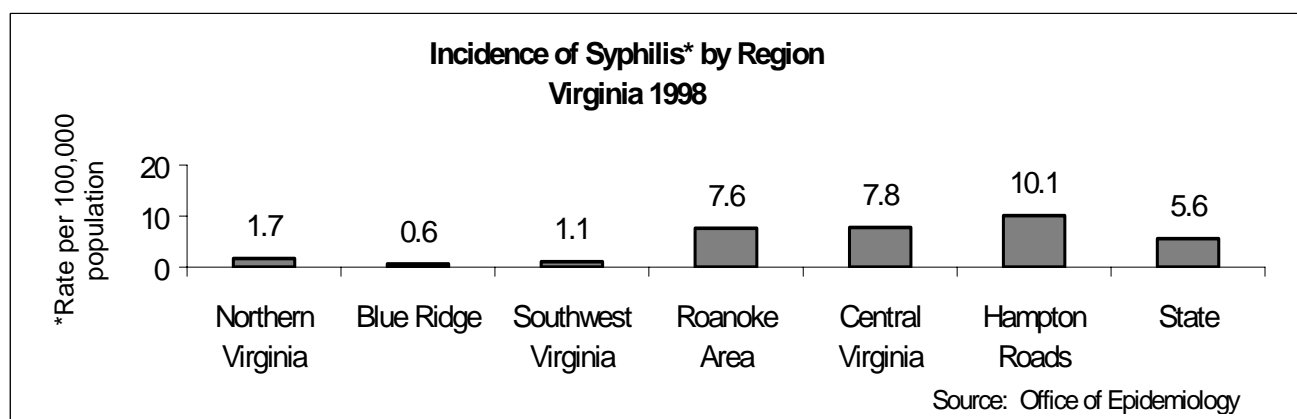 Incidence of Syphilis* by Region
Virginia 1998
*Rate per 100,000
population
20
10
0
1.7
0.6
1.1
7.6
7.8
10.1
5.6
Northern
Virginia
Blue Ridge
Southwest
Virginia
Roanoke
Area
Central
Virginia
Hampton
Roads
State
Source: Office of Epidemiology